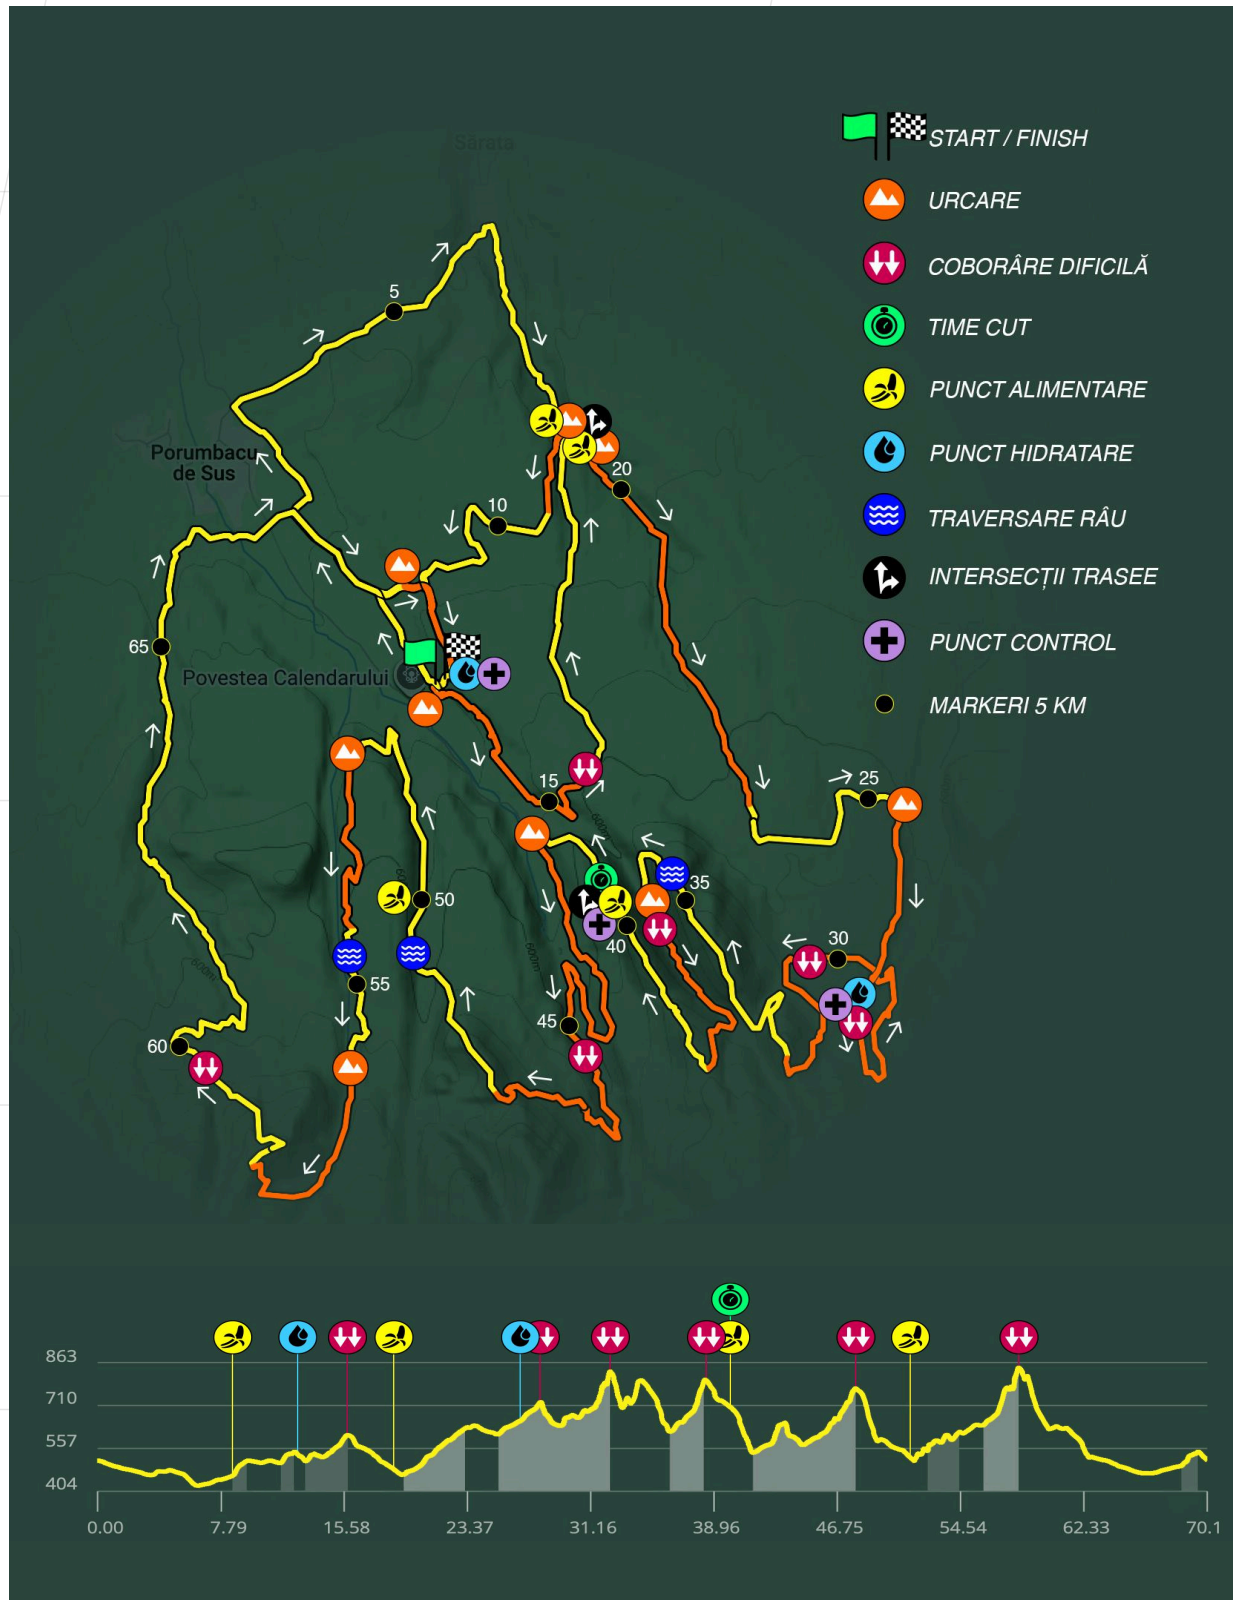 Sărata
START / FINISH
URCARE
COBORÂRE DIFICILĂ
TIME CUT
PUNCT ALIMENTARE
PUNCT HIDRATARE
TRAVERSARE RÂU
INTERSECȚII TRASEE
PUNCT CONTROL
MARKERI 5 KM
5
Porumbacu
de Sus
20
10
65
Povestea Calendarului
15
25
600m
35
50
40
30
600m
600m
55
45
60
863
710
557
404
0.00
7.79
15.58
23.37
31.16
38.96
46.75
54.54
62.33
70.1